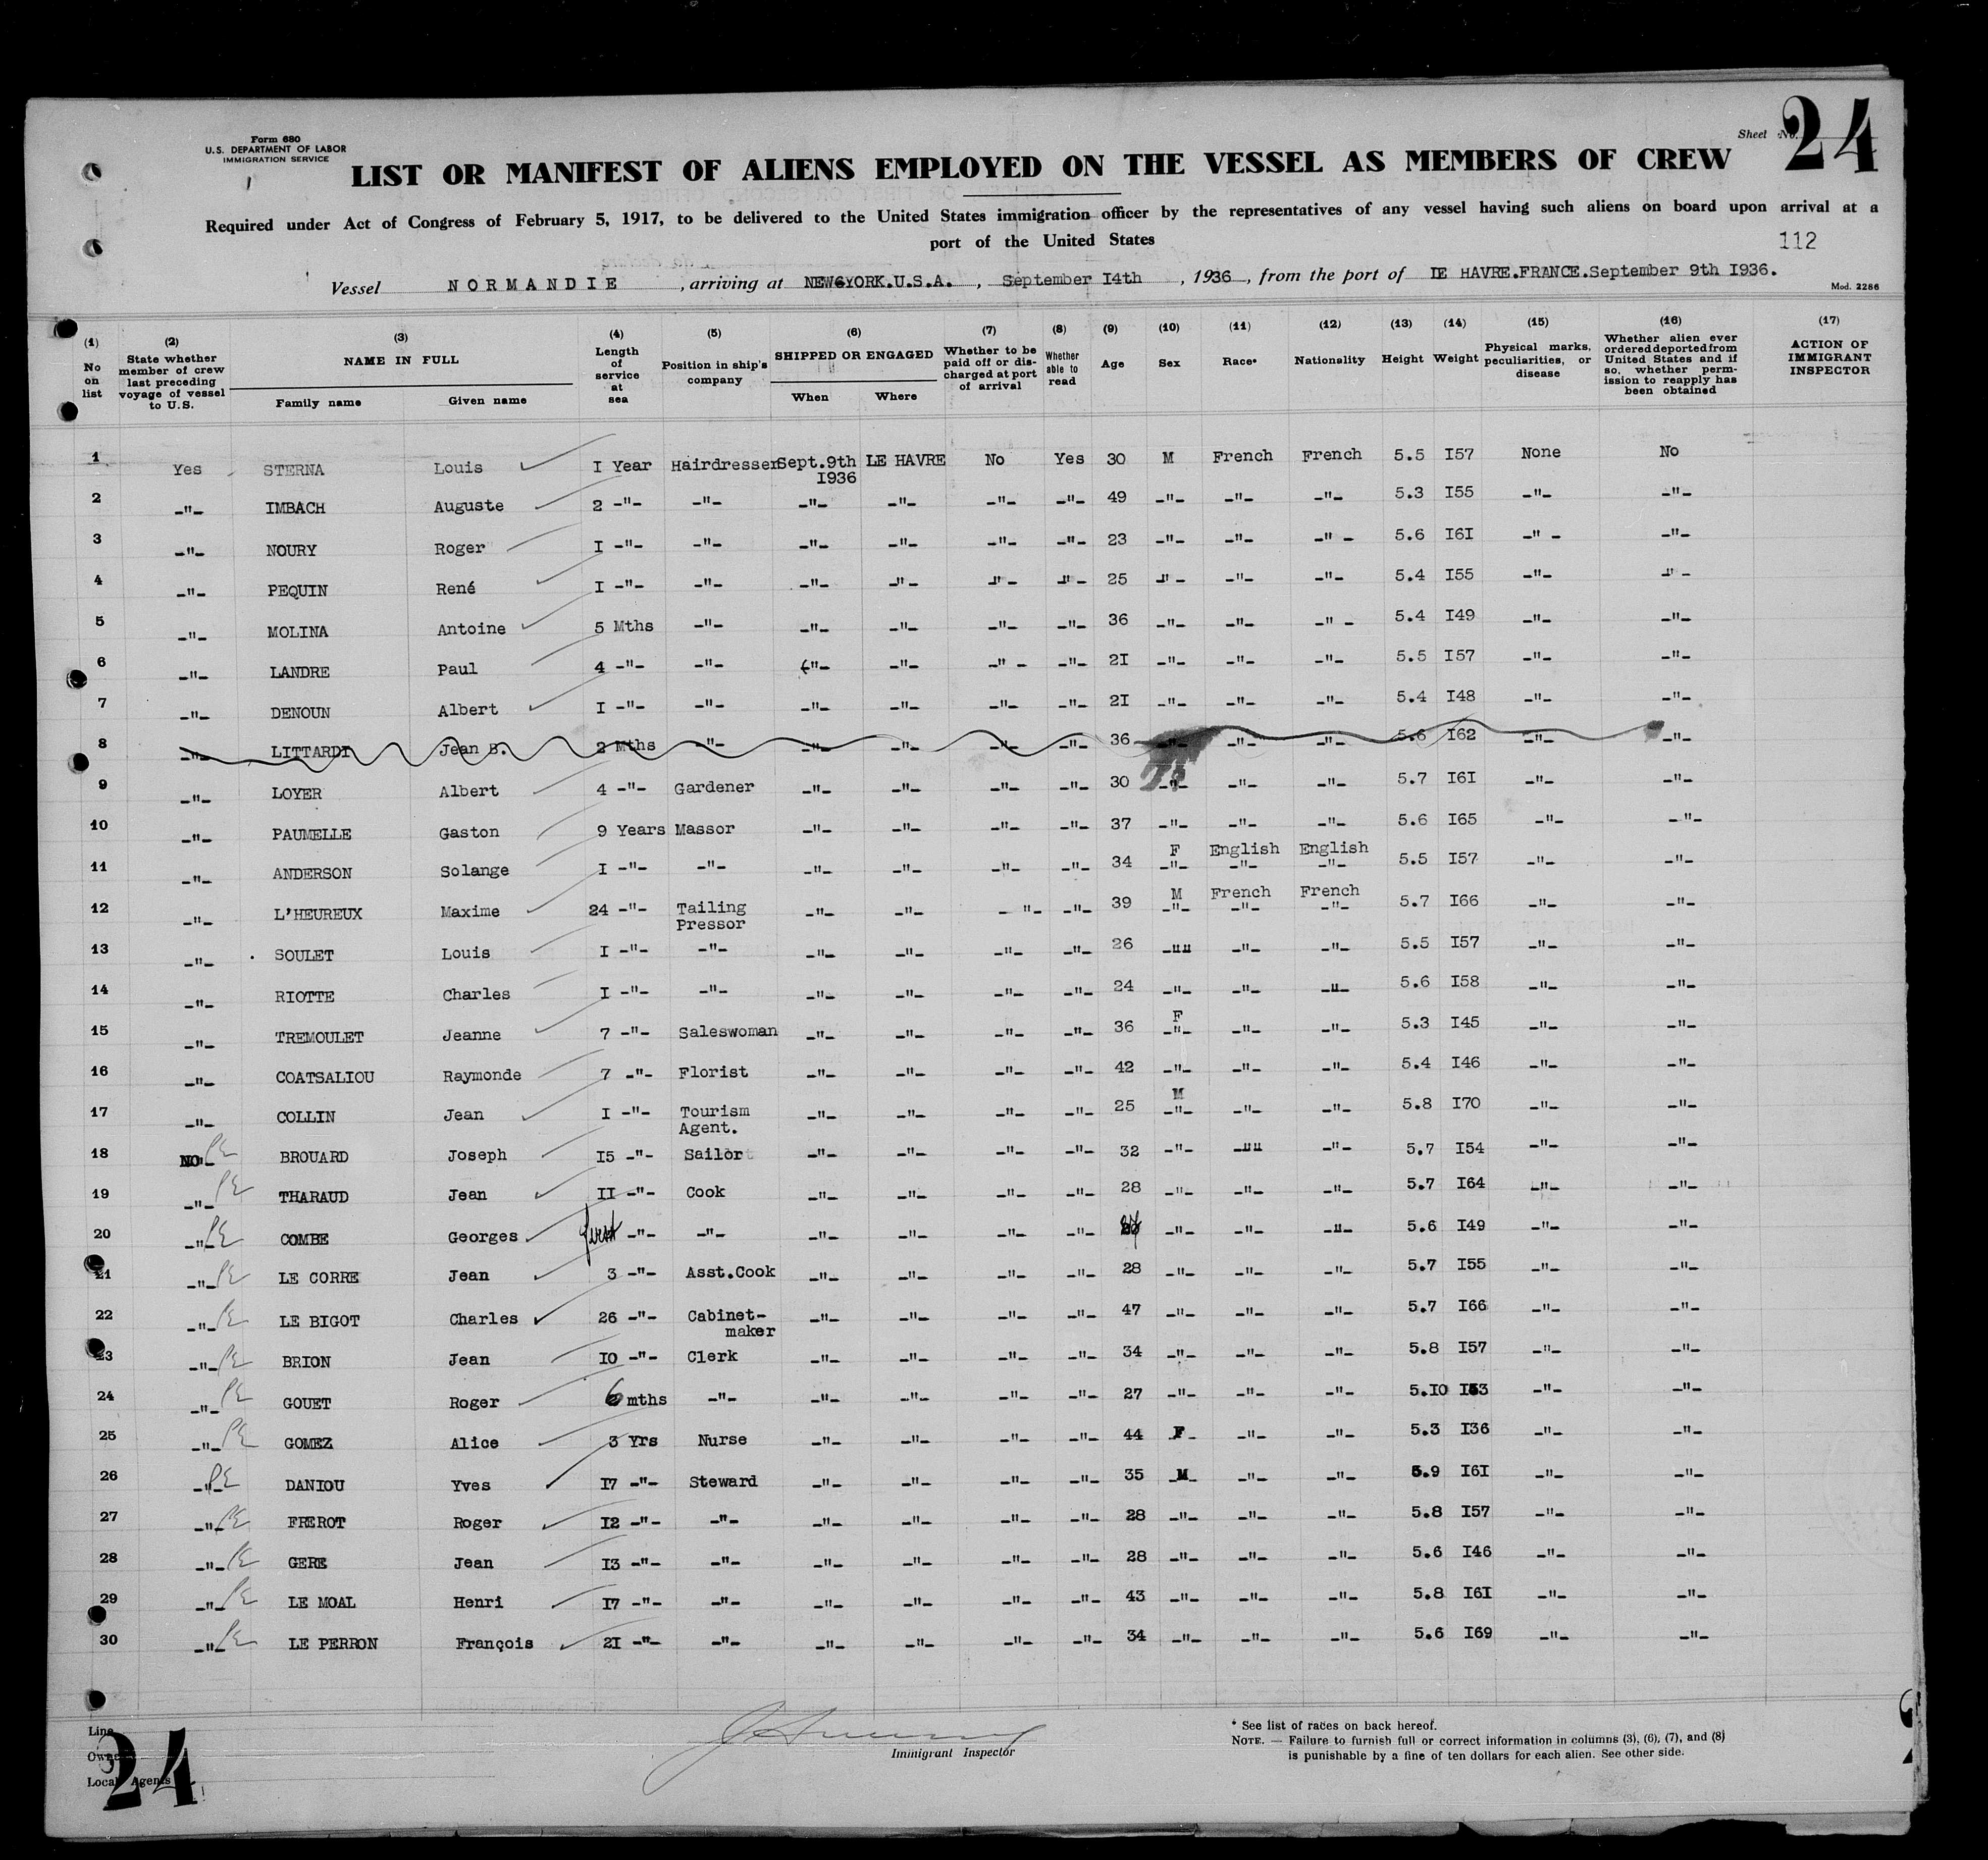 Form 680
U.S. DEPARTMENT OF LABOR
IMMIGRATION SERVICE
Sheet No. 24
LIST OR MANIFEST OF ALIENS EMPLOYED ON THE VESSEL AS MEMBERS OF CREW
Required under Act of Congress of February 5, 1917, to be delivered to the United States immigration officer by the representatives of any vessel having such aliens on board upon arrival at a
port of the United States
112
Vessel NORMANDIE, arriving at NEW-YORK.U.S.A., September I4th, 1936, from the port of LE HAVRE.FRANCE.September 9th I936.
Mod. 2286
(1) No on list (2) State whether member of crew last preceding voyage of vessel to U.S. (3) NAME IN FULL Family name Given name (4) Length of service at sea (5) Position in ship's company (6) SHIPPED OR ENGAGED When Where (7) Whether to be paid off or discharged at port of arrival (8) Whether able to read (9) Age (10) Sex (11) Race* (12) Nationality (13) Height (14) Weight (15) Physical marks, peculiarities, or disease (16) Whether alien ever ordered deported from United States and if so, whether permission to reapply has been obtained (17) ACTION OF IMMIGRANT INSPECTOR
1 Yes STERNA Louis I Year Hairdresser Sept.9th I936 LE HAVRE No Yes 30 M French French 5.5 I57 None No
2 -"- IMBACH Auguste 2 -"- -"- -"- -"- -"- -"- 49 -"- -"- -"- 5.3 I55 -"- -"-
3 -"- NOURY Roger I -"- -"- -"- -"- -"- -"- 23 -"- -"- -"- 5.6 I6I -"- -"-
4 -"- PEQUIN René I -"- -"- -"- -"- -"- -"- 25 -"- -"- -"- 5.4 I55 -"- -"-
5 -"- MOLINA Antoine 5 Mths -"- -"- -"- -"- -"- 36 -"- -"- -"- 5.4 I49 -"- -"-
6 -"- LANDRE Paul 4 -"- -"- -"- -"- -"- -"- 2I -"- -"- -"- 5.5 I57 -"- -"-
7 -"- DENOUN Albert I -"- -"- -"- -"- -"- -"- 2I -"- -"- -"- 5.4 I48 -"- -"-
8 -"- LITTARDI Jean B. 2 Mths -"- -"- -"- -"- -"- 36 -"- -"- -"- 5.6 I62 -"- -"-
9 -"- LOYER Albert 4 -"- Gardener -"- -"- -"- -"- 30 -"- -"- -"- 5.7 I6I -"- -"-
10 -"- PAUMELLE Gaston 9 Years Massor -"- -"- -"- -"- 37 -"- -"- -"- 5.6 I65 -"- -"-
11 -"- ANDERSON Solange I -"- -"- -"- -"- -"- -"- 34 F -"- English -"- English -"- 5.5 I57 -"- -"-
12 -"- L'HEUREUX Maxime 24 -"- Tailing Pressor -"- -"- -"- -"- 39 M -"- French -"- French -"- 5.7 I66 -"- -"-
13 -"- SOULET Louis I -"- -"- -"- -"- -"- -"- 26 -"- -"- -"- 5.5 I57 -"- -"-
14 -"- RIOTTE Charles I -"- -"- -"- -"- -"- -"- 24 -"- -"- -"- 5.6 I58 -"- -"-
15 -"- TREMOULET Jeanne 7 -"- Saleswoman -"- -"- -"- -"- 36 F -"- -"- -"- 5.3 I45 -"- -"-
16 -"- COATSALIOU Raymonde 7 -"- Florist -"- -"- -"- -"- 42 -"- -"- -"- 5.4 I46 -"- -"-
17 -"- COLLIN Jean I -"- Tourism Agent. -"- -"- -"- -"- 25 M -"- -"- -"- 5.8 I70 -"- -"-
18 NO BROUARD Joseph I5 -"- Sailor -"- -"- -"- -"- 32 -"- -"- -"- 5.7 I54 -"- -"-
19 -"- THARAUD Jean II -"- Cook -"- -"- -"- -"- 28 -"- -"- -"- 5.7 I64 -"- -"-
20 -"- COMBE Georges first -"- -"- -"- -"- -"- -"- -"- -"- -"- 5.6 I49 -"- -"-
21 -"- LE CORRE Jean 3 -"- Asst.Cook -"- -"- -"- -"- 28 -"- -"- -"- 5.7 I55 -"- -"-
22 -"- LE BIGOT Charles 26 -"- Cabinet-maker -"- -"- -"- -"- 47 -"- -"- -"- 5.7 I66 -"- -"-
23 -"- BRION Jean I0 -"- Clerk -"- -"- -"- -"- 34 -"- -"- -"- 5.8 I57 -"- -"-
24 -"- GOUET Roger 6 mths -"- -"- -"- -"- -"- 27 -"- -"- -"- 5.I0 -"- -"-
25 -"- GOMEZ Alice 3 Yrs Nurse -"- -"- -"- -"- 44 F -"- -"- 5.3 I36 -"- -"-
26 -"- DANIOU Yves I7 -"- Steward -"- -"- -"- -"- 35 M -"- -"- 5.9 I6I -"- -"-
27 -"- FREROT Roger I2 -"- -"- -"- -"- -"- -"- 28 -"- -"- -"- 5.8 I57 -"- -"-
28 -"- GERE Jean I3 -"- -"- -"- -"- -"- -"- 28 -"- -"- -"- 5.6 I46 -"- -"-
29 -"- LE MOAL Henri I7 -"- -"- -"- -"- -"- -"- 43 -"- -"- -"- 5.8 I6I -"- -"-
30 -"- LE PERRON François 2I -"- -"- -"- -"- -"- -"- 34 -"- -"- -"- 5.6 I69 -"- -"-
Line
Owners
Local Agents
24
Immigrant Inspector
* See list of races on back hereof.
NOTE. — Failure to furnish full or correct information in columns (3), (6), (7), and (8)
is punishable by a fine of ten dollars for each alien. See other side.